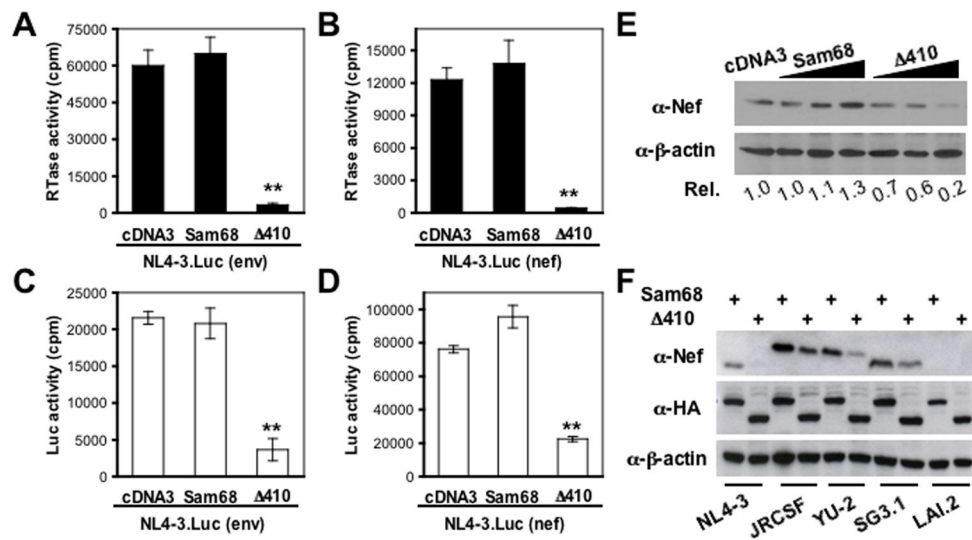 A
RTase activity (cpm)
75000
60000
45000
30000
15000
0
**
cDNA3 Sam68 Δ410
NL4-3.Luc (env)
B
RTase activity (cpm)
15000
12000
9000
6000
3000
0
**
cDNA3 Sam68 Δ410
NL4-3.Luc (nef)
C
Luc activity (cpm)
25000
20000
15000
10000
5000
0
**
cDNA3 Sam68 Δ410
NL4-3.Luc (env)
D
Luc activity (cpm)
100000
80000
60000
40000
20000
0
**
cDNA3 Sam68 Δ410
NL4-3.Luc (nef)
E
cDNA3 Sam68 Δ410
α-Nef
α-β-actin
Rel. 1.0 1.0 1.1 1.3 0.7 0.6 0.2
F
Sam68 + + + + +
Δ410 + + + + +
α-Nef
α-HA
α-β-actin
NL4-3 JRCSF YU-2 SG3.1 LAI.2